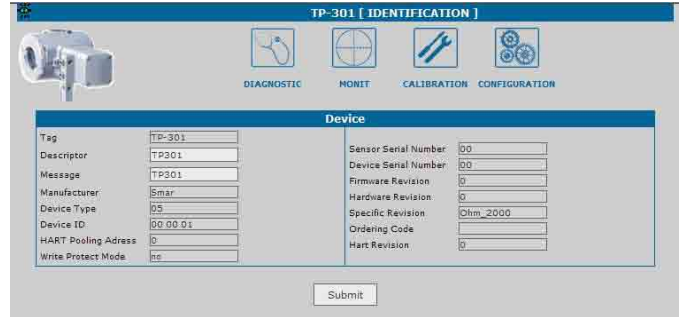 TP-301 [ IDENTIFICATION ]
DIAGNOSTIC MONIT CALIBRATION CONFIGURATION
Device
Tag TP-301
Descriptor TP301
Message TP301
Manufacturer Smar
Device Type 05
Device ID 00 00 01
HART Pooling Adress 0
Write Protect Mode no
Sensor Serial Number 00
Device Serial Number 00
Firmware Revision 0
Hardware Revision 0
Specific Revision Ohm_2000
Ordering Code
Hart Revision 0
Submit